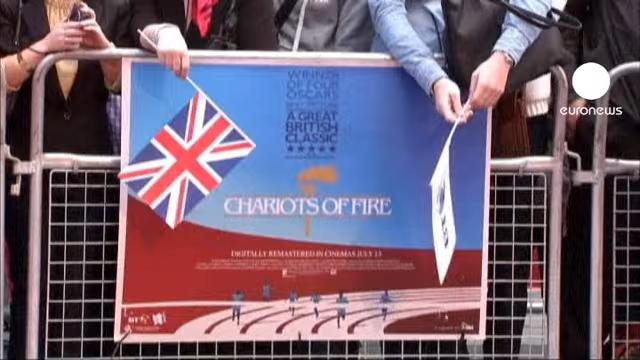 WINNER
OF FOUR
OSCARS
BEST PICTURE
A GREAT
BRITISH
CLASSIC
CHARIOTS OF FIRE
DIGITALLY REMASTERED IN CINEMAS JULY 13
euronews